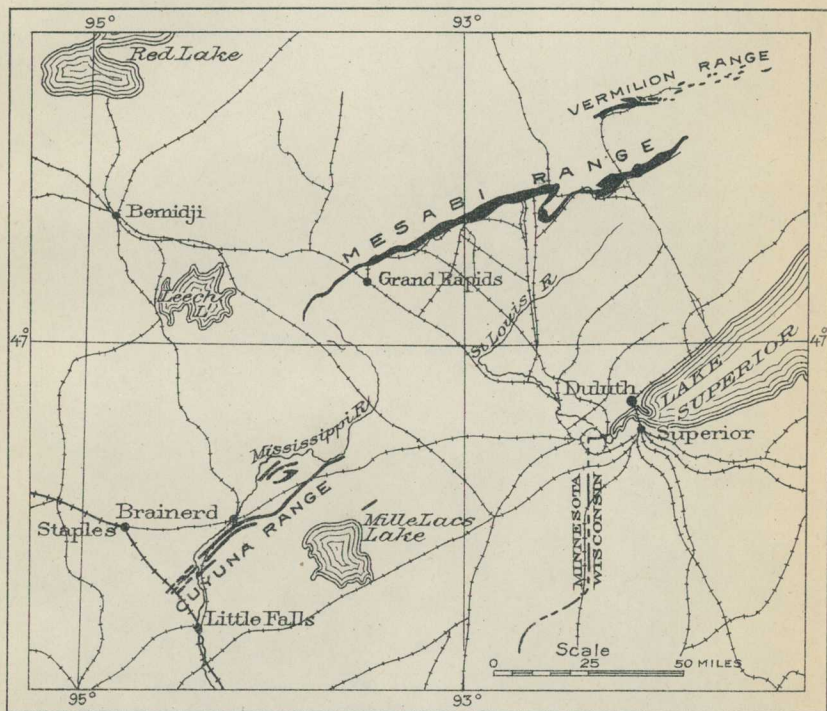 95°
93°
Red Lake
VERMILION RANGE
MESABI RANGE
Bemidji
Grand Rapids
Leech
L.
St Louis R
47°
47°
Duluth
LAKE
SUPERIOR
Superior
Mississippi R
Brainerd
Staples
CUYUNA RANGE
Mille Lacs
Lake
MINNESOTA
WISCONSIN
Little Falls
Scale
0 25 50 MILES
95°
93°